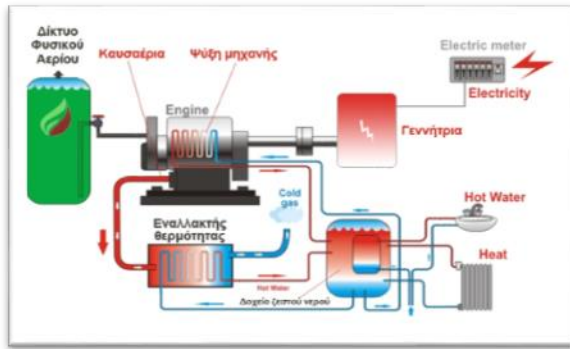 Δίκτυο
Φυσικού
Αερίου
Καυσαέρια
Ψύξη μηχανής
Engine
Electric meter
Electricity
Γεννήτρια
Cold
gas
Hot Water
Εναλλακτής
θερμότητας
Heat
Hot Water
Δοχείο ζεστού νερού